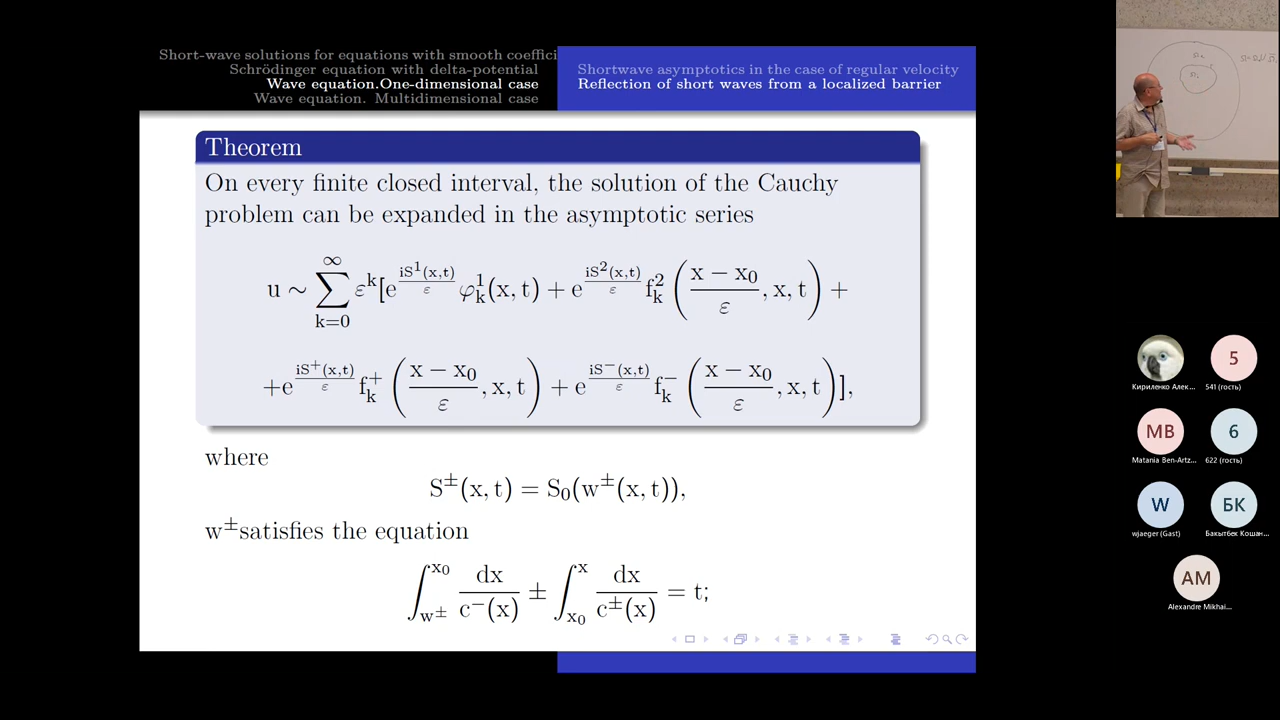 Short-wave solutions for equations with smooth coeffici
Schrödinger equation with delta-potential
Wave equation.One-dimensional case
Wave equation. Multidimensional case
Shortwave asymptotics in the case of regular velocity
Reflection of short waves from a localized barrier
Theorem
On every finite closed interval, the solution of the Cauchy
problem can be expanded in the asymptotic series
u ∼ ∑_{k=0}^{∞} ε^k[e^{iS^1(x,t)/ε} φ_k^1(x, t) + e^{iS^2(x,t)/ε} f_k^2 ((x − x_0)/ε, x, t) +
+e^{iS^+(x,t)/ε} f_k^+ ((x − x_0)/ε, x, t) + e^{iS^−(x,t)/ε} f_k^− ((x − x_0)/ε, x, t)],
where
S^±(x, t) = S_0(w^±(x, t)),
w^±satisfies the equation
∫_{w^±}^{x_0} dx/c^−(x) ± ∫_{x_0}^{x} dx/c^±(x) = t;
Кириленко Алек...
5
541 (гость)
MB
Matania Ben-Artz...
6
622 (гость)
W
wjaeger (Gast)
БК
Бакытбек Кошан...
AM
Alexandre Mikhai...